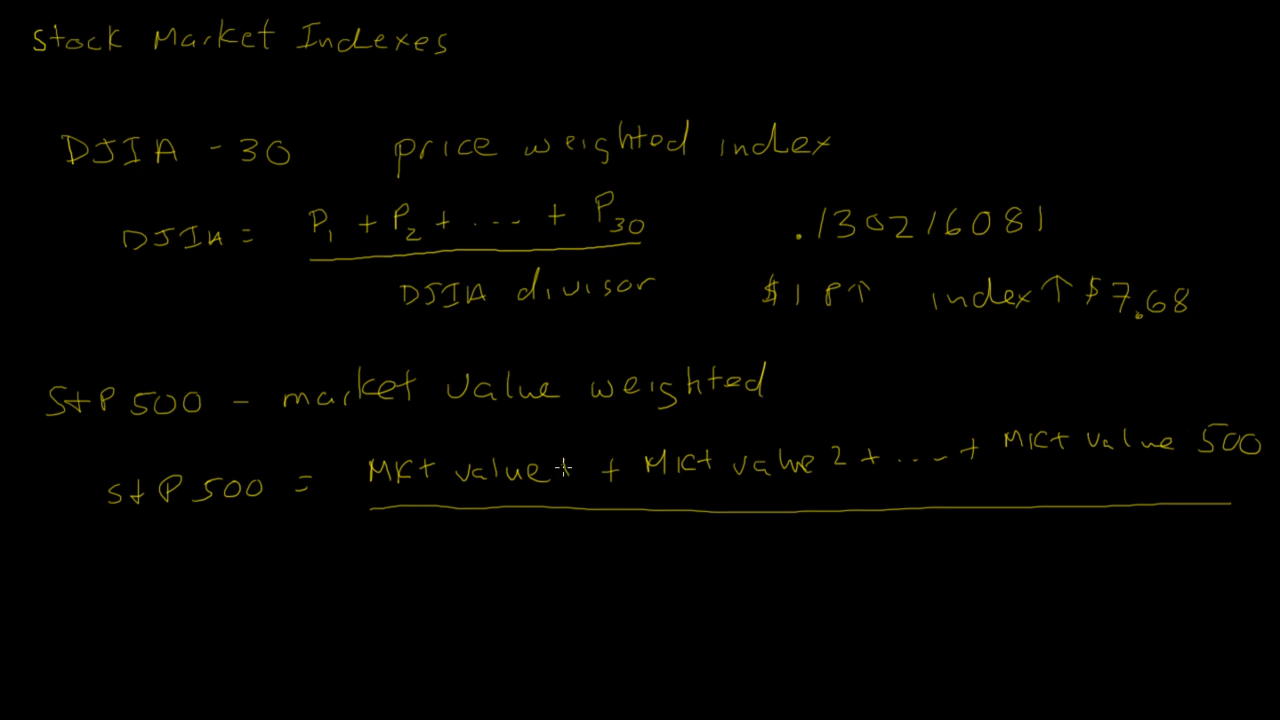 Stock Market Indexes
DJIA - 30 price weighted index
DJIA = P1 + P2 + .... + P30 .130216081
DJIA divisor $1 P↑ index ↑ $7.68
S+P 500 - market value weighted
S+P 500 = MKT value + MKT value 2 + .... + MKT value 500